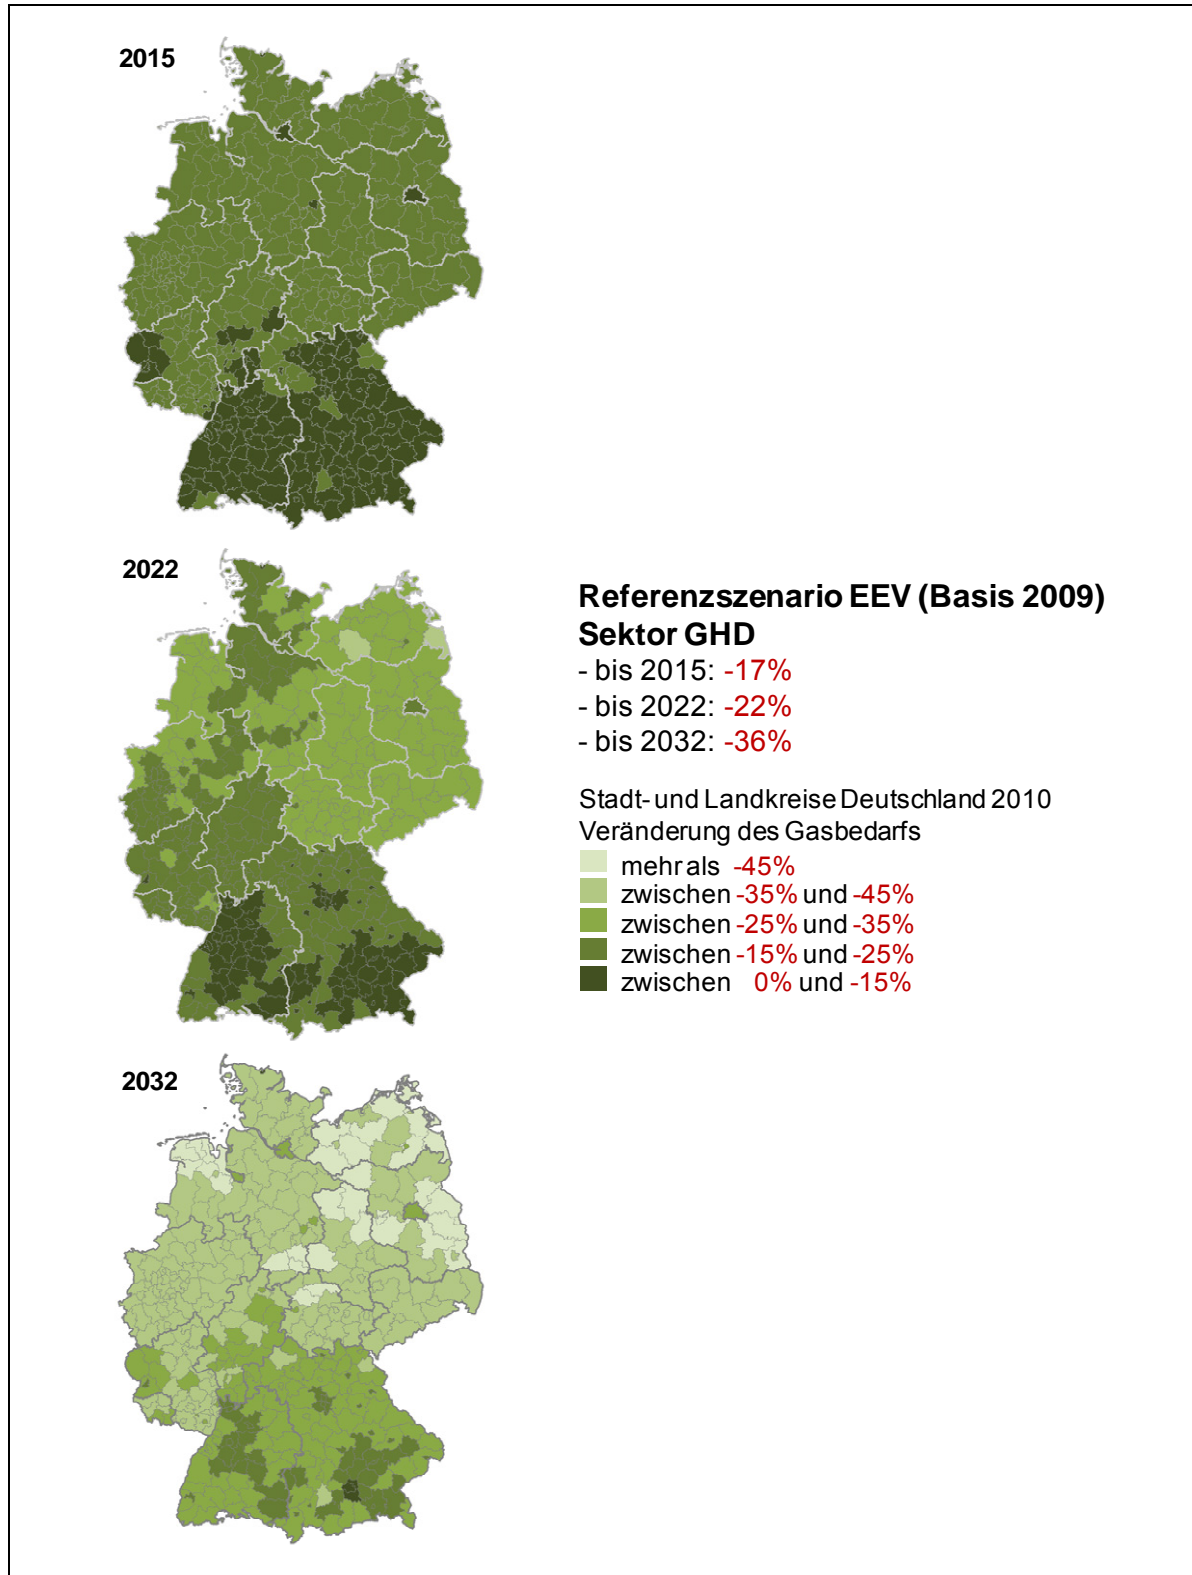 2015
2022
Referenzszenario EEV (Basis 2009)
Sektor GHD
- bis 2015: -17%
- bis 2022: -22%
- bis 2032: -36%
Stadt- und Landkreise Deutschland 2010
Veränderung des Gasbedarfs
mehr als -45%
zwischen -35% und -45%
zwischen -25% und -35%
zwischen -15% und -25%
zwischen 0% und -15%
2032